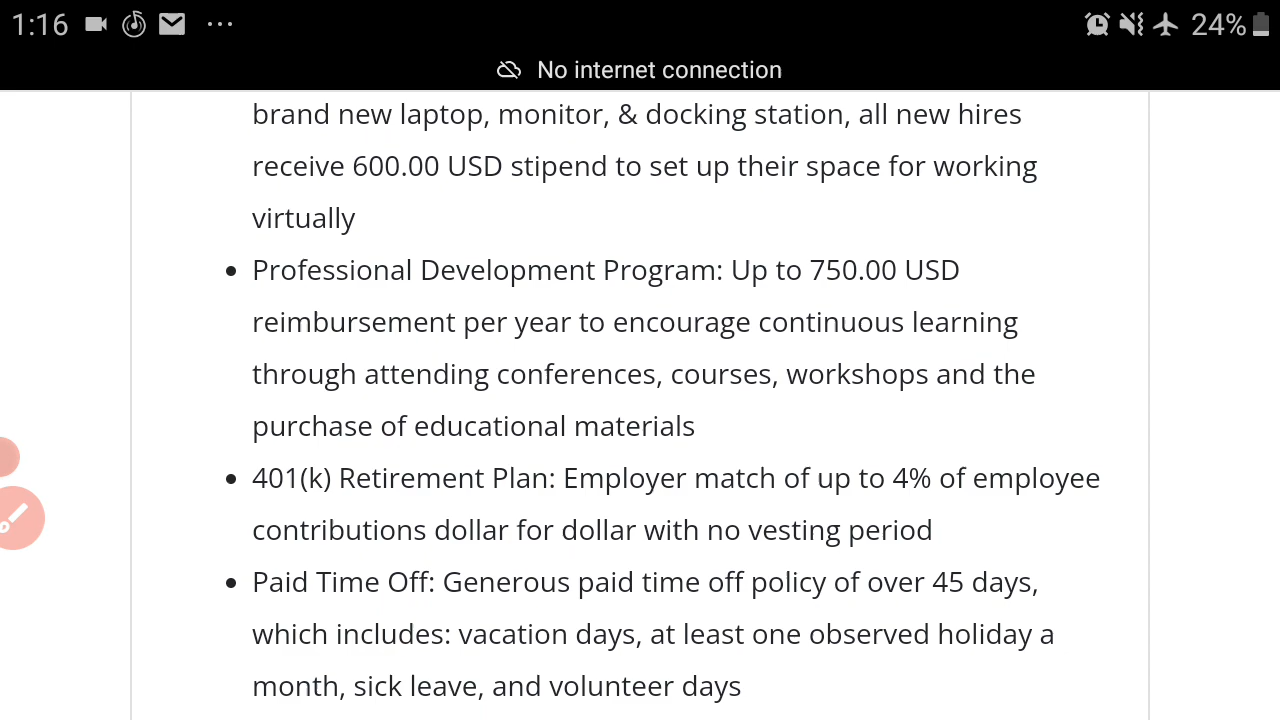 1:16 24%
No internet connection
brand new laptop, monitor, & docking station, all new hires
receive 600.00 USD stipend to set up their space for working
virtually
• Professional Development Program: Up to 750.00 USD
reimbursement per year to encourage continuous learning
through attending conferences, courses, workshops and the
purchase of educational materials
• 401(k) Retirement Plan: Employer match of up to 4% of employee
contributions dollar for dollar with no vesting period
• Paid Time Off: Generous paid time off policy of over 45 days,
which includes: vacation days, at least one observed holiday a
month, sick leave, and volunteer days